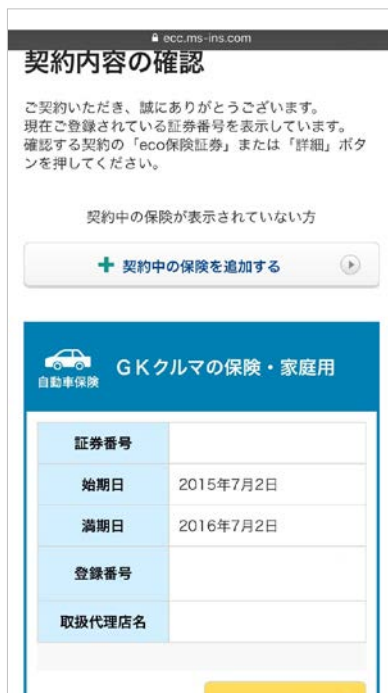 ecc.ms-ins.com
契約内容の確認
ご契約いただき、誠にありがとうございます。
現在ご登録されている証券番号を表示しています。
確認する契約の「eco保険証券」または「詳細」ボタ
ンを押してください。
契約中の保険が表示されていない方
契約中の保険を追加する
自動車保険 GKクルマの保険・家庭用
証券番号
始期日 2015年7月2日
満期日 2016年7月2日
登録番号
取扱代理店名